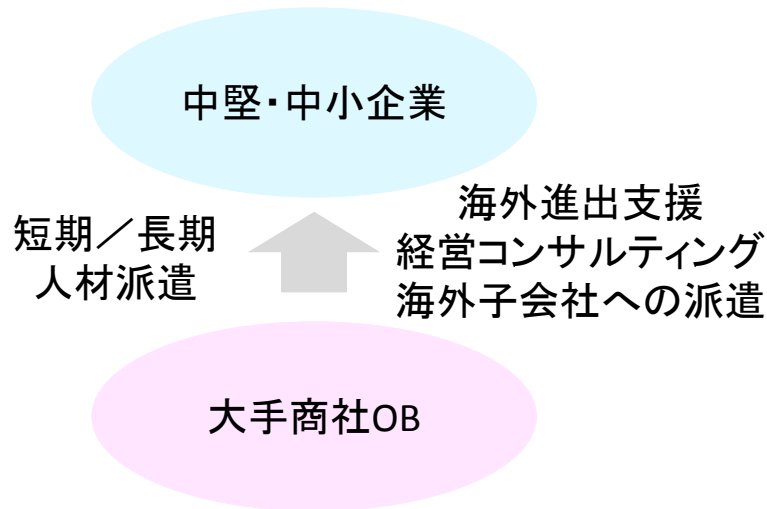 中堅・中小企業
短期／長期
人材派遣
海外進出支援
経営コンサルティング
海外子会社への派遣
大手商社OB